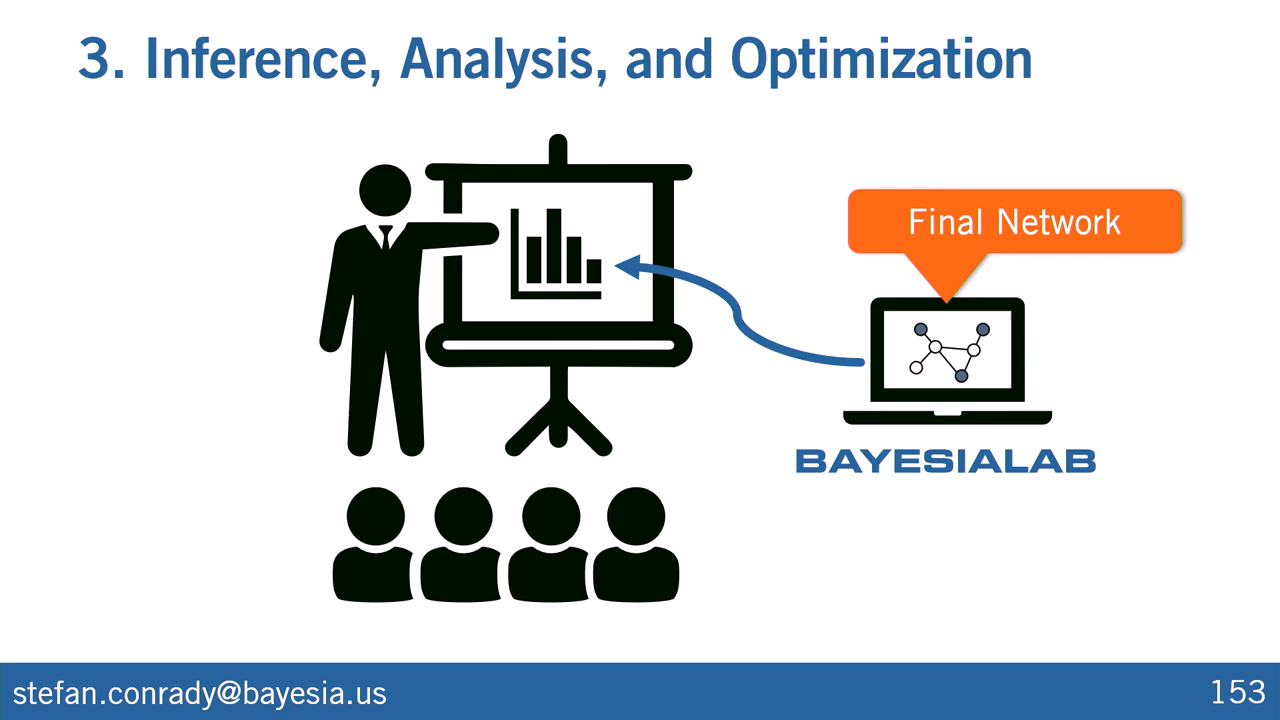 3. Inference, Analysis, and Optimization
Final Network
BAYESIALAB
stefan.conrady@bayesia.us
153